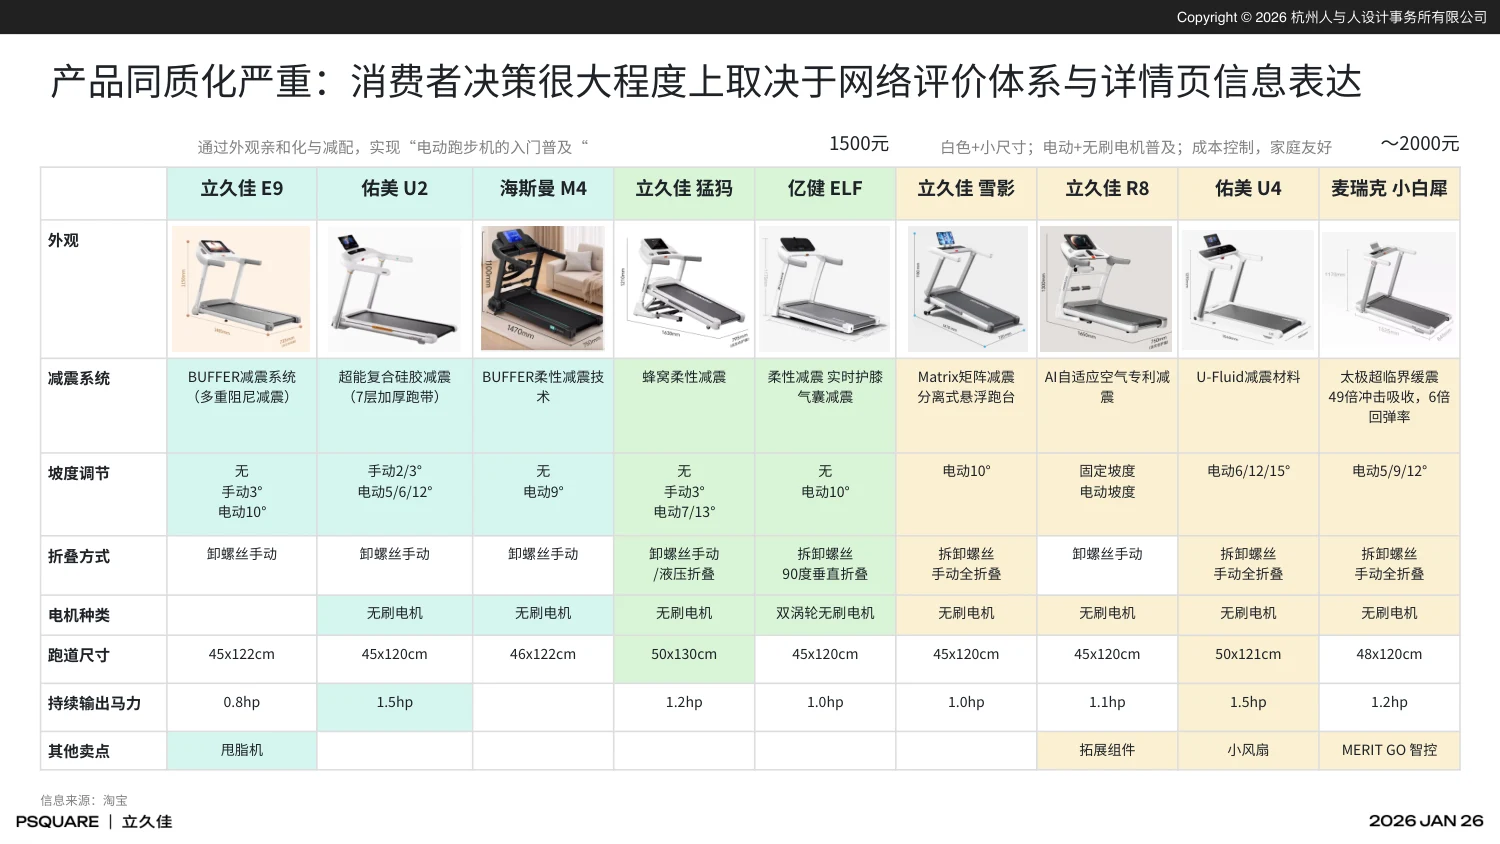 Copyright © 2026 杭州人与人设计事务所有限公司
产品同质化严重：消费者决策很大程度上取决于网络评价体系与详情页信息表达
通过外观亲和化与减配，实现“电动跑步机的入门普及“
1500元
白色+小尺寸；电动+无刷电机普及；成本控制，家庭友好
～2000元
立久佳 E9
佑美 U2
海斯曼 M4
立久佳 猛犸
亿健 ELF
立久佳 雪影
立久佳 R8
佑美 U4
麦瑞克 小白犀
外观
1100mm
1470mm
减震系统
BUFFER减震系统
（多重阻尼减震）
超能复合硅胶减震
（7层加厚跑带）
BUFFER柔性减震技
术
蜂窝柔性减震
柔性减震 实时护膝
气囊减震
Matrix矩阵减震
分离式悬浮跑台
AI自适应空气专利减
震
U-Fluid减震材料
太极超临界缓震
49倍冲击吸收，6倍
回弹率
坡度调节
无
手动3°
电动10°
手动2/3°
电动5/6/12°
无
电动9°
无
手动3°
电动7/13°
无
电动10°
电动10°
固定坡度
电动坡度
电动6/12/15°
电动5/9/12°
折叠方式
卸螺丝手动
卸螺丝手动
卸螺丝手动
卸螺丝手动
/液压折叠
拆卸螺丝
90度垂直折叠
拆卸螺丝
手动全折叠
卸螺丝手动
拆卸螺丝
手动全折叠
拆卸螺丝
手动全折叠
电机种类
无刷电机
无刷电机
无刷电机
双涡轮无刷电机
无刷电机
无刷电机
无刷电机
无刷电机
跑道尺寸
45x122cm
45x120cm
46x122cm
50x130cm
45x120cm
45x120cm
45x120cm
50x121cm
48x120cm
持续输出马力
0.8hp
1.5hp
1.2hp
1.0hp
1.0hp
1.1hp
1.5hp
1.2hp
其他卖点
甩脂机
拓展组件
小风扇
MERIT GO 智控
信息来源：淘宝
PSQUARE | 立久佳
2026 JAN 26